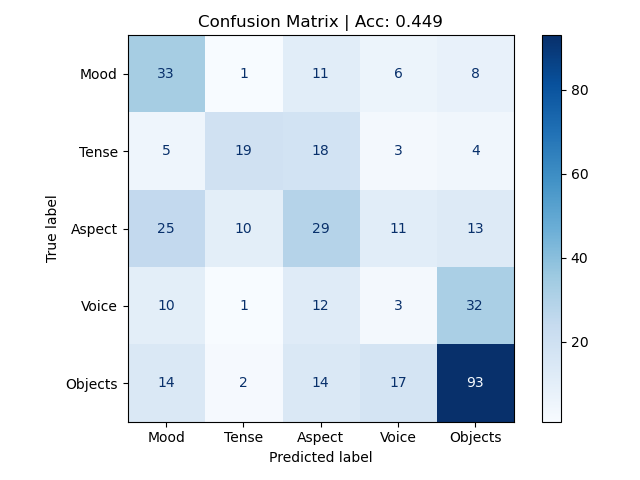 Confusion Matrix | Acc: 0.449
Mood 33 1 11 6 8
Tense 5 19 18 3 4
Aspect 25 10 29 11 13
Voice 10 1 12 3 32
Objects 14 2 14 17 93
Mood Tense Aspect Voice Objects
Predicted label
True label
80
60
40
20